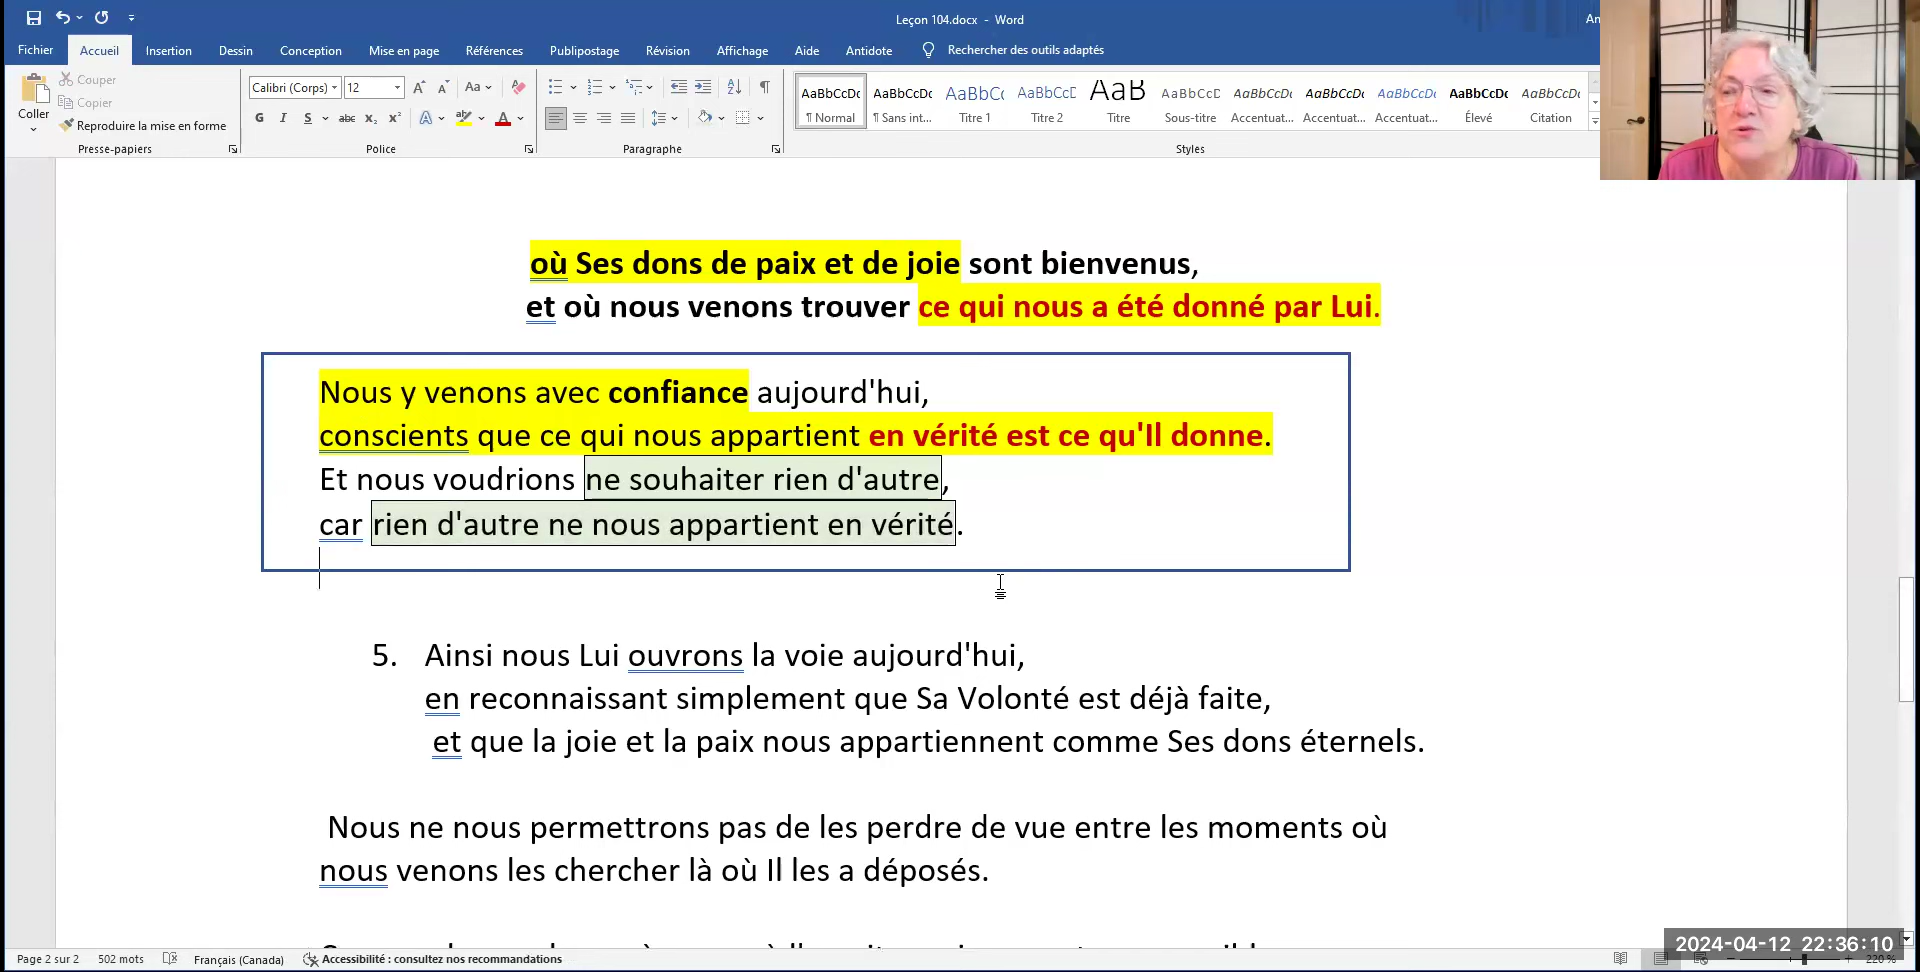 Leçon 104.docx - Word
Fichier Accueil Insertion Dessin Conception Mise en page Références Publipostage Révision Affichage Aide Antidote Rechercher des outils adaptés
Couper
Copier
Coller
Reproduire la mise en forme
Presse-papiers
Calibri (Corps) 12
Police
Paragraphe
AaBbCcDc AaBbCcDc AaBbCc AaBbCcD AaB AaBbCcD AaBbCcDc AaBbCcDc AaBbCcDc AaBbCcDc AaBbCcDc
¶ Normal ¶ Sans int... Titre 1 Titre 2 Titre Sous-titre Accentuat... Accentuat... Accentuat... Élevé Citation
Styles
où Ses dons de paix et de joie sont bienvenus,
et où nous venons trouver ce qui nous a été donné par Lui.
Nous y venons avec confiance aujourd'hui,
conscients que ce qui nous appartient en vérité est ce qu'Il donne.
Et nous voudrions ne souhaiter rien d'autre,
car rien d'autre ne nous appartient en vérité.
5. Ainsi nous Lui ouvrons la voie aujourd'hui,
en reconnaissant simplement que Sa Volonté est déjà faite,
et que la joie et la paix nous appartiennent comme Ses dons éternels.
Nous ne nous permettrons pas de les perdre de vue entre les moments où
nous venons les chercher là où Il les a déposés.
2024-04-12 22:36:10
Page 2 sur 2 502 mots Français (Canada) Accessibilité : consultez nos recommandations 220 %